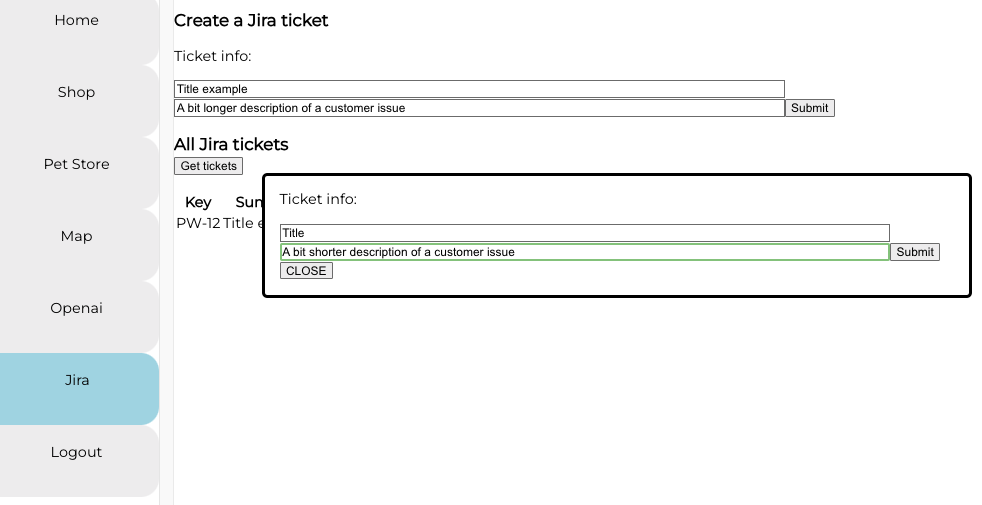 Home
Shop
Pet Store
Map
Openai
Jira
Logout
Create a Jira ticket
Ticket info:
Title example
A bit longer description of a customer issue Submit
All Jira tickets
Get tickets
Key
PW-12 Title
Ticket info:
Title
A bit shorter description of a customer issue Submit
CLOSE